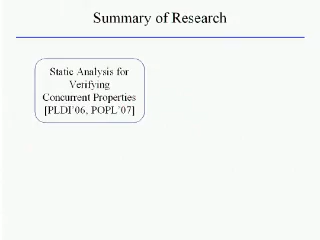 Summary of Research
Static Analysis for
Verifying
Concurrent Properties
[PLDI'06, POPL'07]